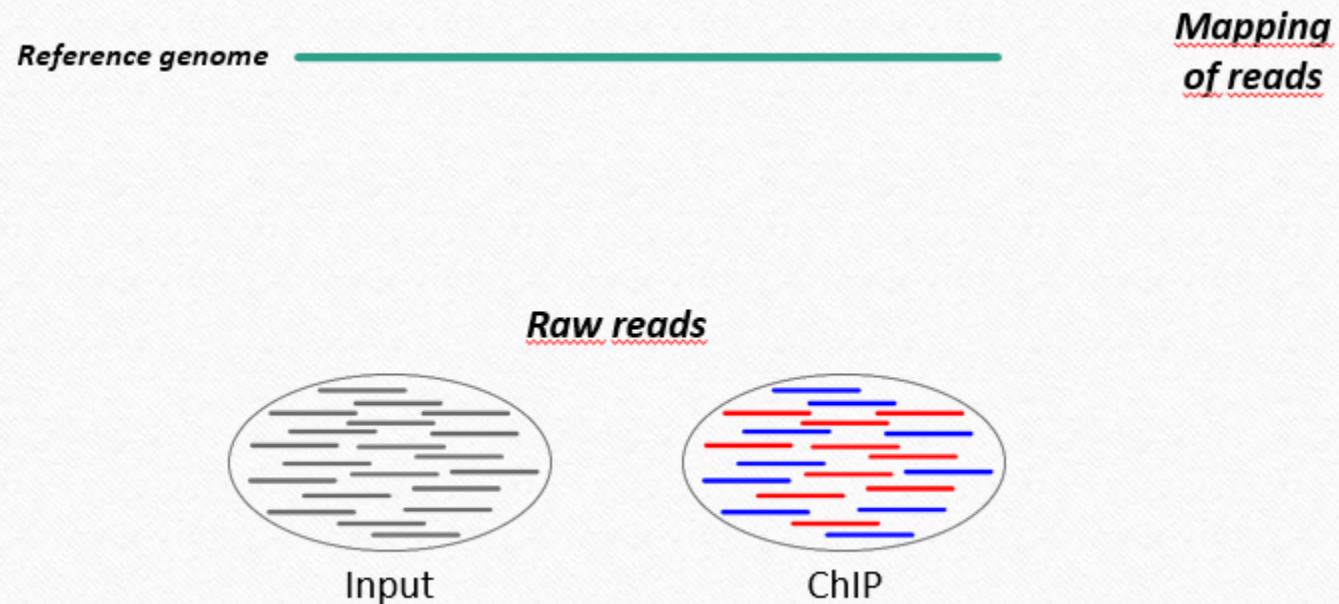 Reference genome
Mapping
of reads
Raw reads
Input
ChIP